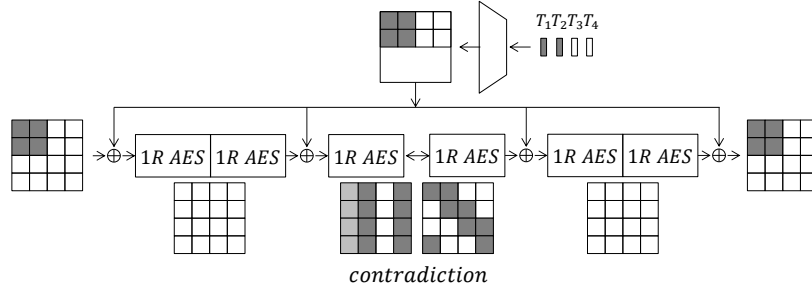 T₁T₂T₃T₄
1R AES 1R AES 1R AES 1R AES 1R AES 1R AES
contradiction